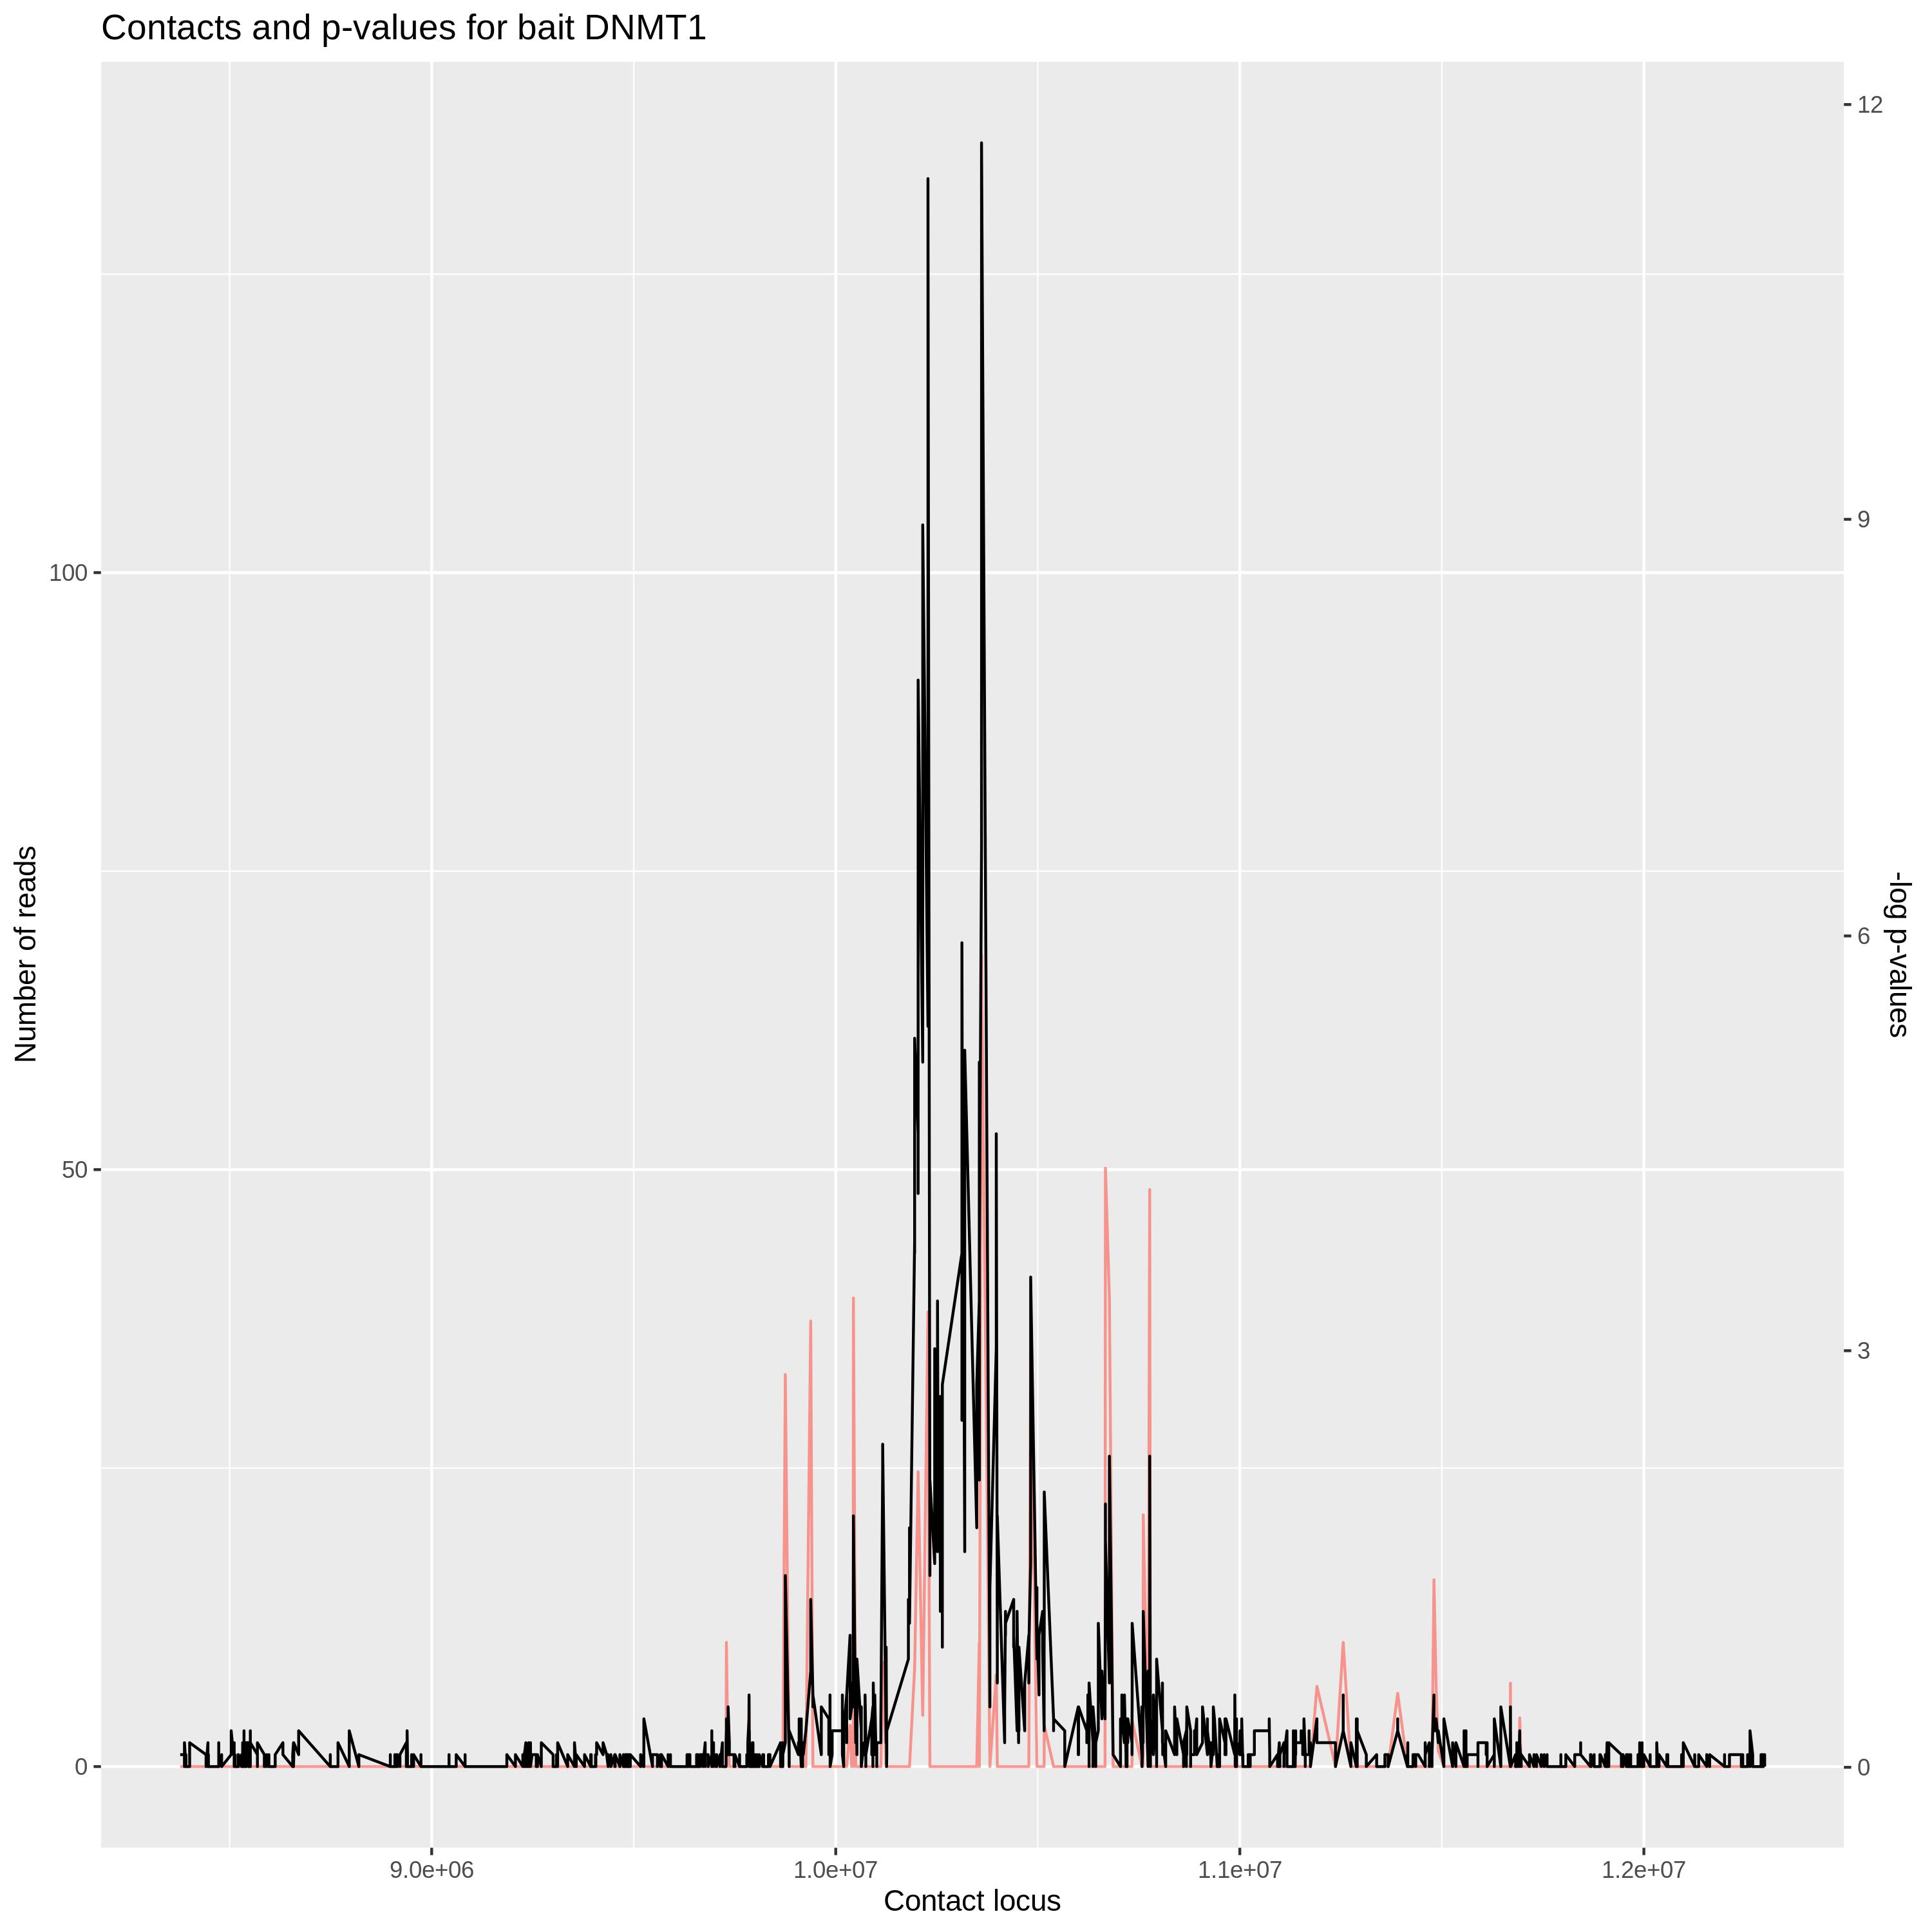 Contacts and p-values for bait DNMT1
Number of reads
100
50
0
12
9
6
3
0
-log p-values
9.0e+06
1.0e+07
1.1e+07
1.2e+07
Contact locus